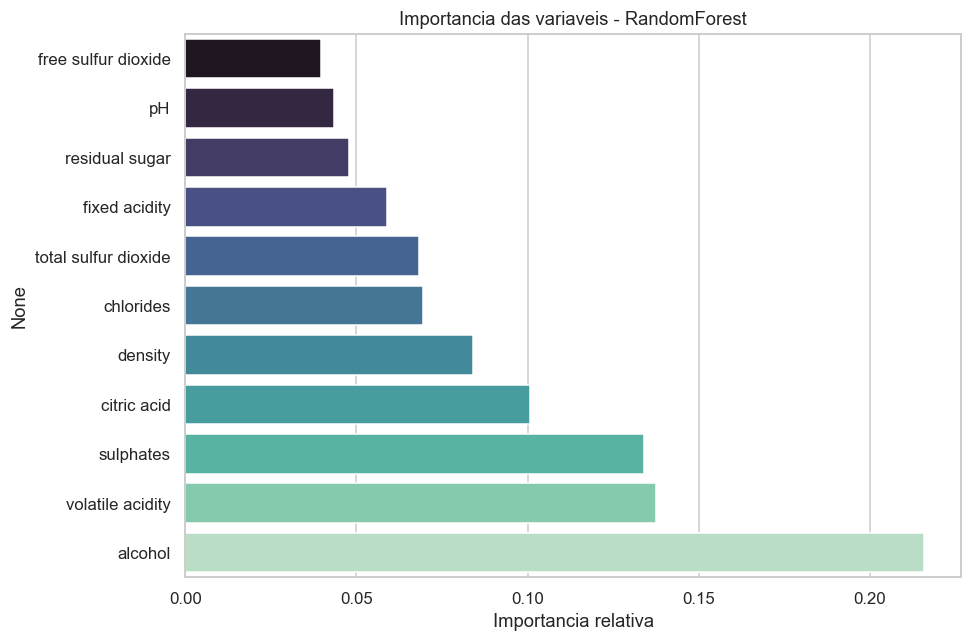 Importancia das variaveis - RandomForest
free sulfur dioxide
pH
residual sugar
fixed acidity
total sulfur dioxide
chlorides
density
citric acid
sulphates
volatile acidity
alcohol
None
0.00 0.05 0.10 0.15 0.20
Importancia relativa